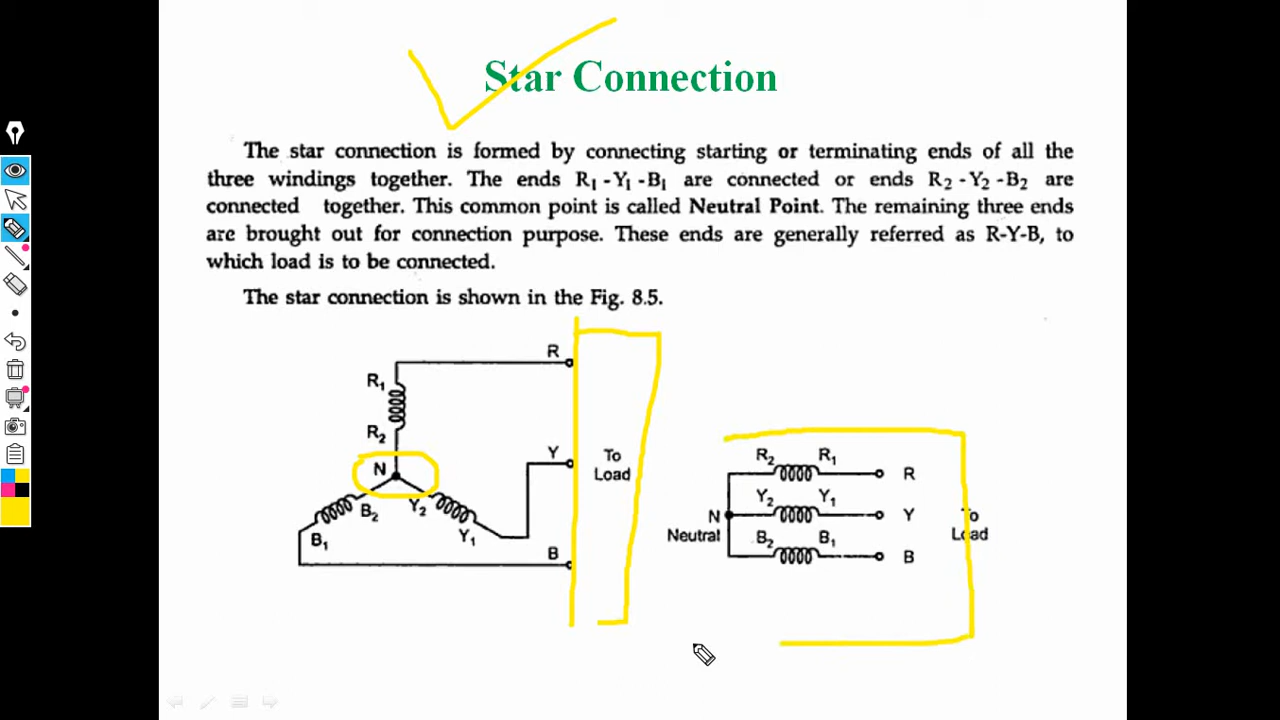 Star Connection
The star connection is formed by connecting starting or terminating ends of all the
three windings together. The ends R₁ -Y₁ -B₁ are connected or ends R₂ -Y₂ -B₂ are
connected together. This common point is called Neutral Point. The remaining three ends
are brought out for connection purpose. These ends are generally referred as R-Y-B, to
which load is to be connected.
The star connection is shown in the Fig. 8.5.
R
R₁
R₂
N
Y
To
Load
B₂
Y₂
B₁
Y₁
B
R₂ R₁
R
Y₂ Y₁
N
Neutral
Y
To
Load
B₂ B₁
B